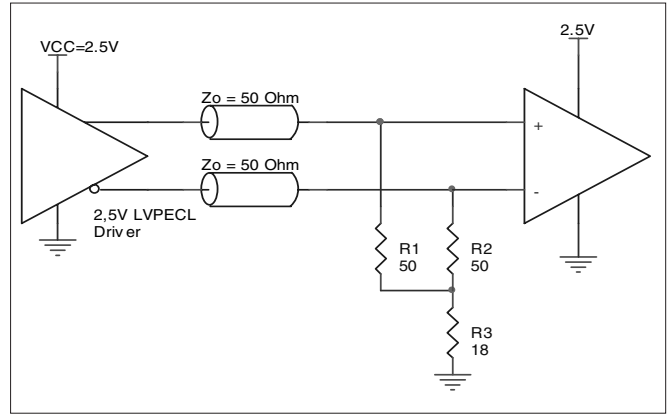 VCC=2.5V
2.5V
Zo = 50 Ohm
+
Zo = 50 Ohm
-
2,5V LVPECL
Driver
R1
50
R2
50
R3
18